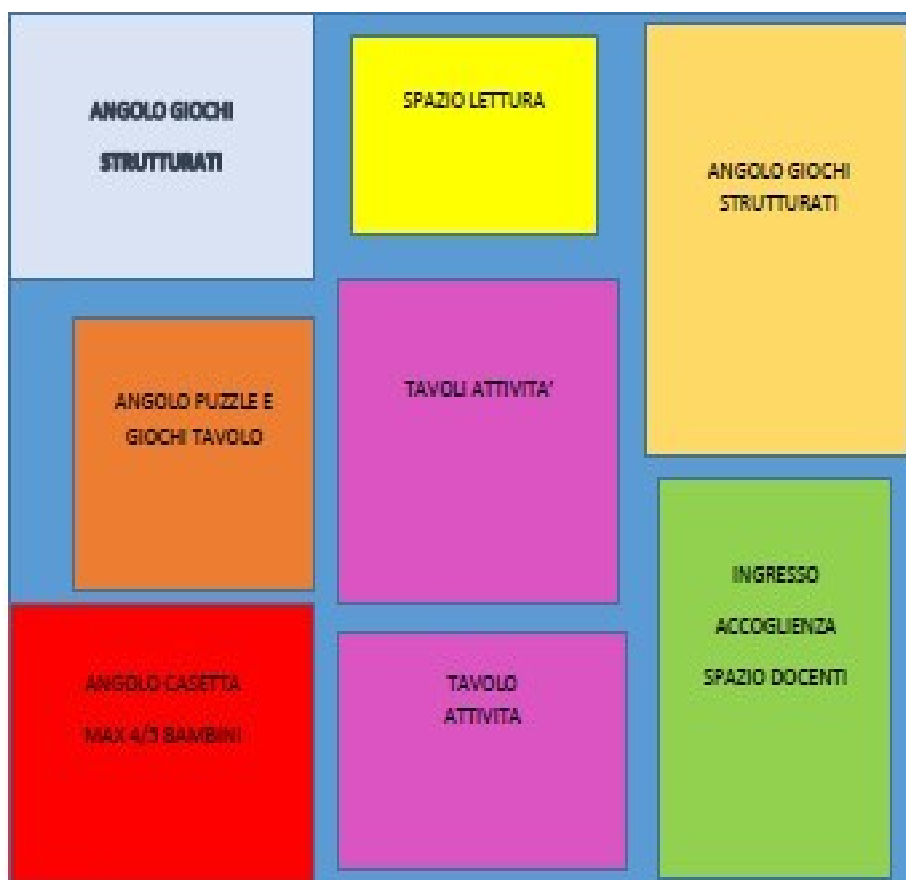 ANGOLO GIOCHI
STRUTTURATI
SPAZIO LETTURA
ANGOLO GIOCHI
STRUTTURATI
ANGOLO PUZZLE E
GIOCHI TAVOLO
TAVOLI ATTIVITA'
INGRESSO
ACCOGLIENZA
SPAZIO DOCENTI
ANGOLO CASETTA
MAX 4/5 BAMBINI
TAVOLO
ATTIVITA